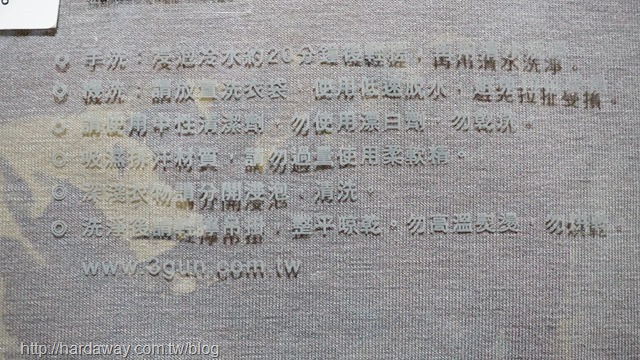 ◎ 手洗：浸泡冷水約20分鐘後輕搓，再用清水洗淨。
◎ 機洗：請放置洗衣袋，使用低速脫水，避免拉扯受損。
◎ 請使用中性清潔劑，勿使用漂白劑，勿乾洗。
◎ 吸濕排汗材質，請勿過量使用柔軟精。
◎ 深淺衣物請分開浸泡、清洗。
◎ 洗淨後請反面吊掛，整平晾乾。勿高溫熨燙，勿烘乾。
www.3gun.com.tw
http://hardaway.com.tw/blog